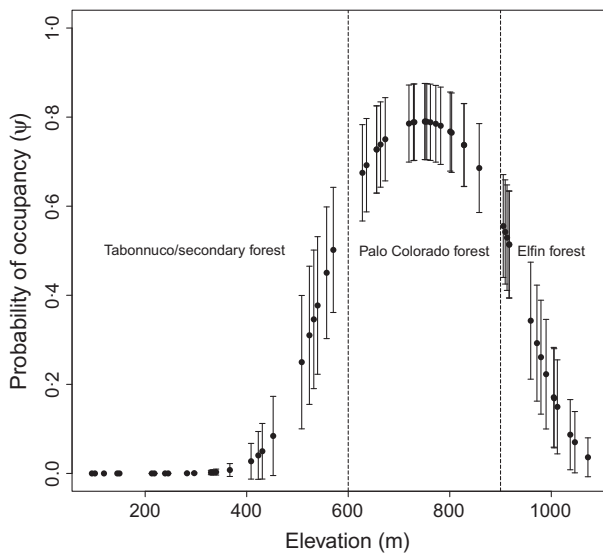 Probability of occupancy (ψ)
1·0
0·8
0·6
0·4
0·2
0.0
Tabonnuco/secondary forest
Palo Colorado forest
Elfin forest
200
400
600
800
1000
Elevation (m)